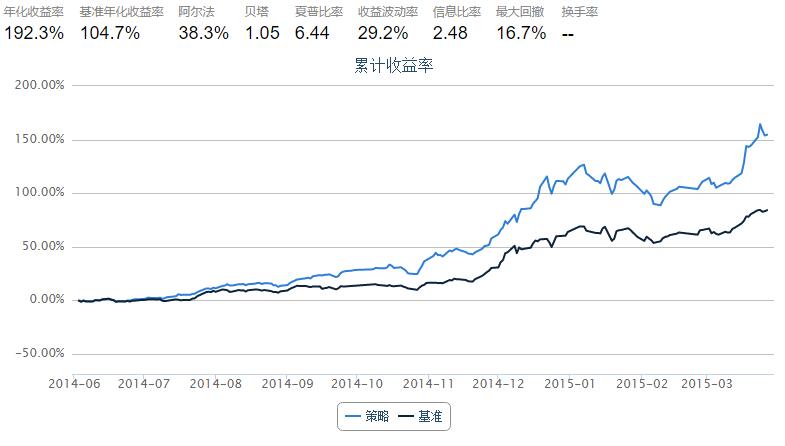 年化收益率 基准年化收益率 阿尔法 贝塔 夏普比率 收益波动率 信息比率 最大回撤 换手率
192.3% 104.7% 38.3% 1.05 6.44 29.2% 2.48 16.7% --
累计收益率
200.00%
150.00%
100.00%
50.00%
0.00%
-50.00%
2014-06 2014-07 2014-08 2014-09 2014-10 2014-11 2014-12 2015-01 2015-02 2015-03
策略 基准